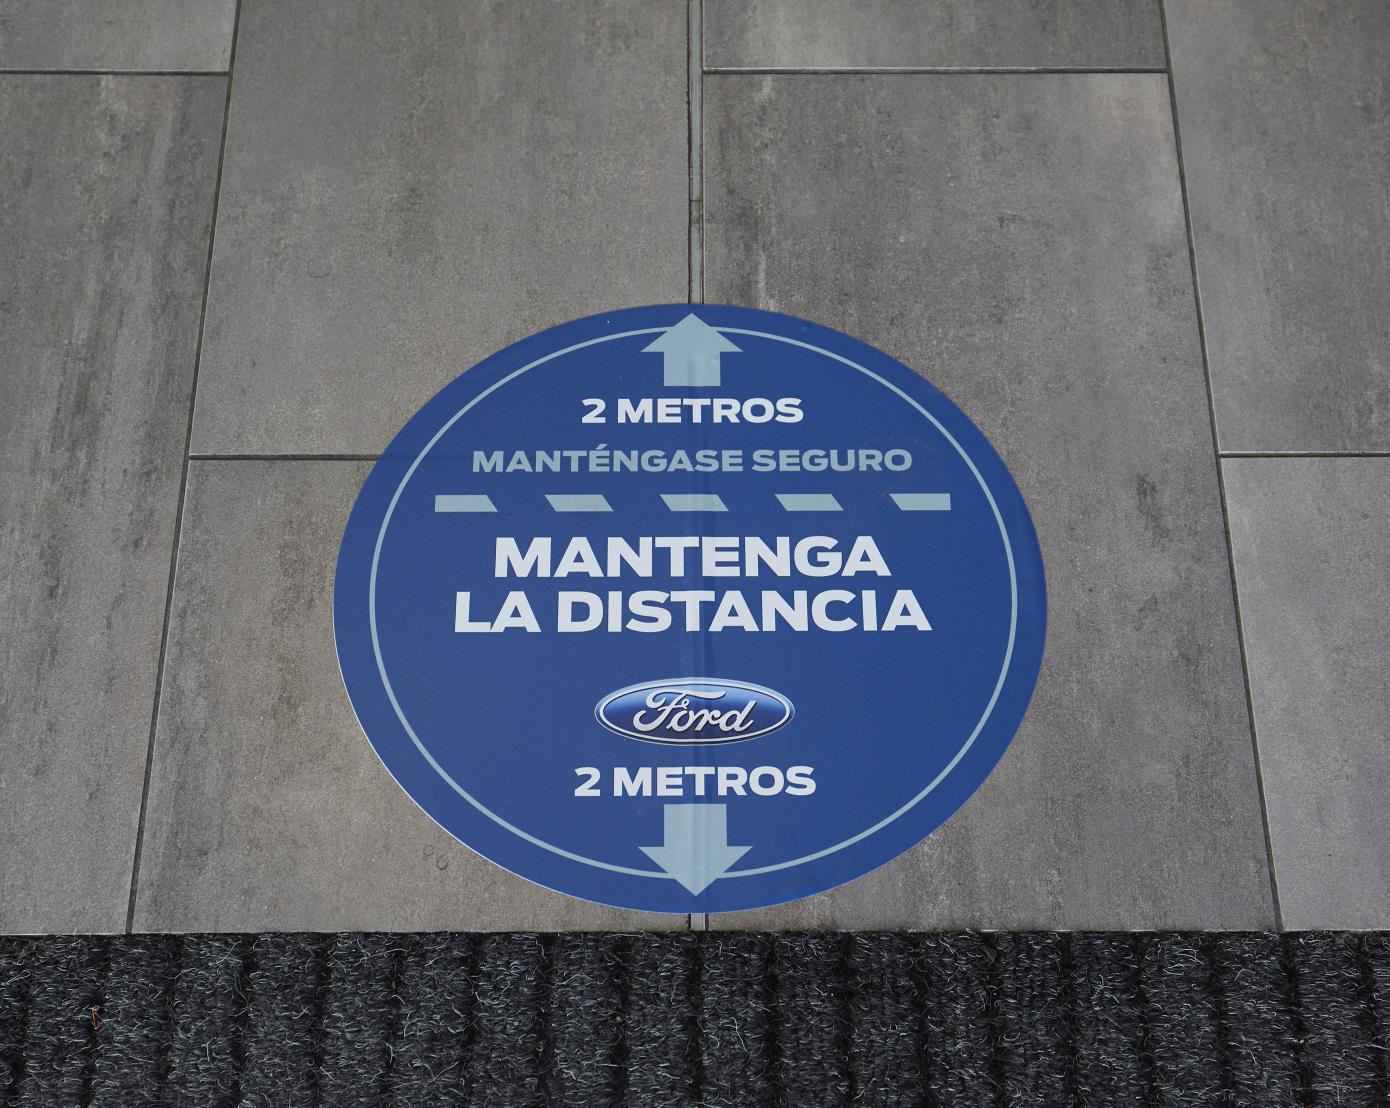 2 METROS
MANTÉNGASE SEGURO
MANTENGA
LA DISTANCIA
Ford
2 METROS